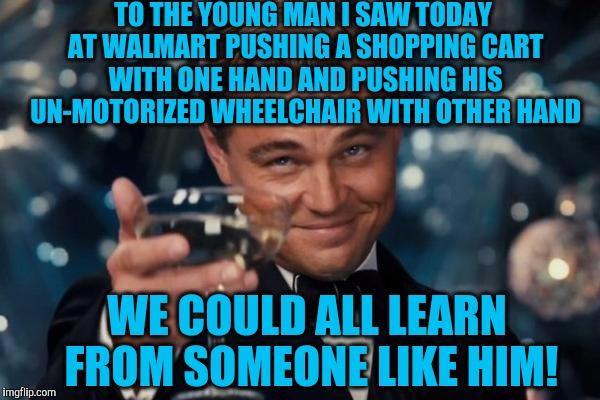 TO THE YOUNG MAN I SAW TODAY
AT WALMART PUSHING A SHOPPING CART
WITH ONE HAND AND PUSHING HIS
UN-MOTORIZED WHEELCHAIR WITH OTHER HAND
WE COULD ALL LEARN
FROM SOMEONE LIKE HIM!
imgflip.com